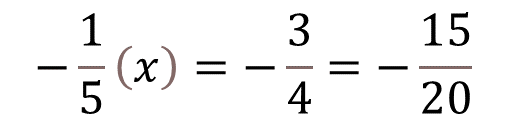 −1/5 (x) = −3/4 = −15/20